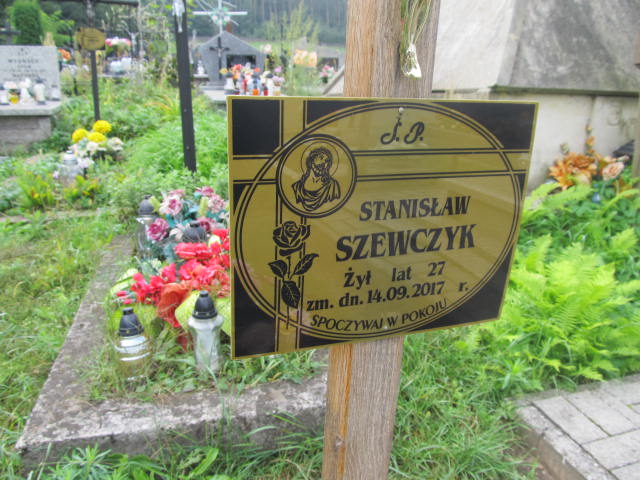 Ś. P.
STANISŁAW
SZEWCZYK
Żył lat 27
zm. dn. 14.09.2017 r.
SPOCZYWAJ W POKOJU